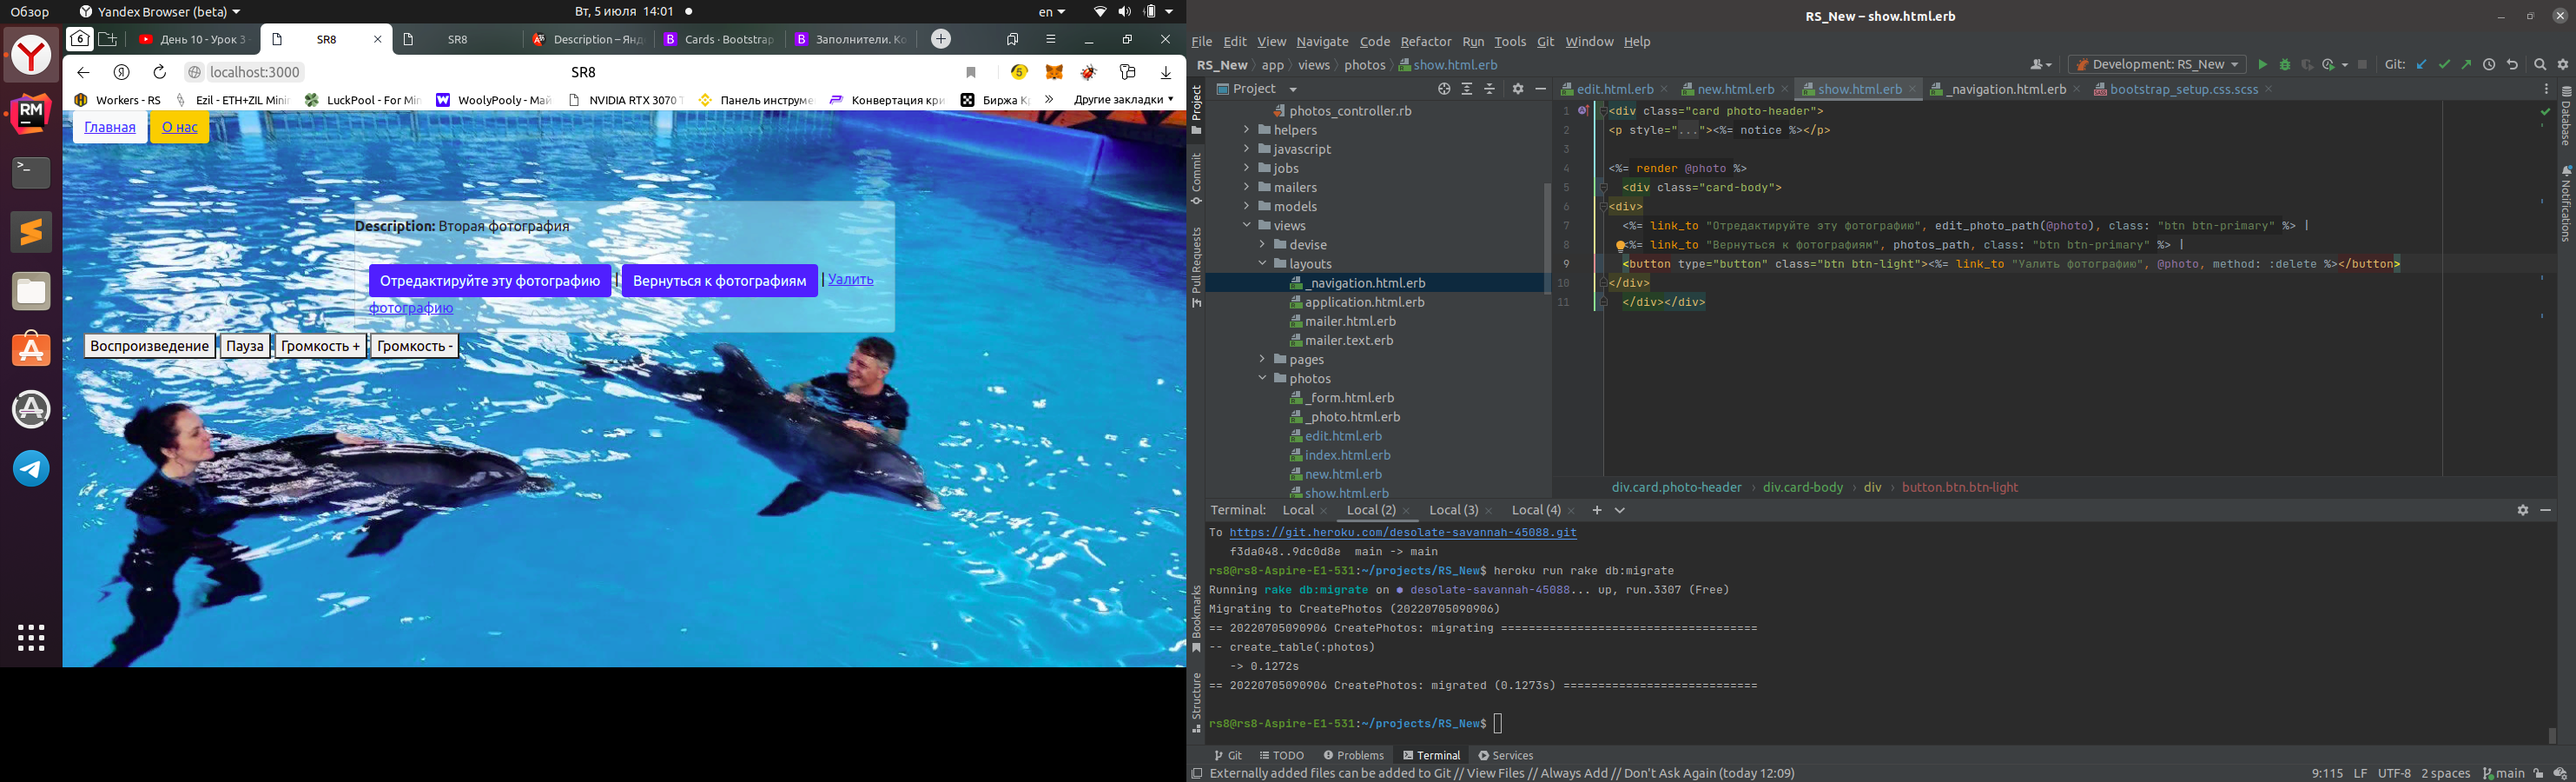 Обзор
Yandex Browser (beta)
Вт, 5 июля 14:01
en
6
День 10 - Урок 3
SR8
SR8
Description – Янд
Cards · Bootstrap
Заполнители. Ко
localhost:3000
SR8
Workers - RS
Ezil - ETH+ZIL Minin
LuckPool - For Min
WoolyPooly - Май
NVIDIA RTX 3070
Панель инструме
Конвертация кри
Биржа Кр
Другие закладки
Главная
О нас
Description: Вторая фотография
Отредактируйте эту фотографию | Вернуться к фотографиям | Уалить
фотографию
Воспроизведение
Пауза
Громкость +
Громкость -
RS_New – show.html.erb
File Edit View Navigate Code Refactor Run Tools Git Window Help
RS_New app views photos show.html.erb
Development: RS_New
Git:
Project
edit.html.erb
new.html.erb
show.html.erb
_navigation.html.erb
bootstrap_setup.css.scss
Project
Commit
Pull Requests
Bookmarks
Structure
Database
Notifications
photos_controller.rb
helpers
javascript
jobs
mailers
models
views
devise
layouts
_navigation.html.erb
application.html.erb
mailer.html.erb
mailer.text.erb
pages
photos
_form.html.erb
_photo.html.erb
edit.html.erb
index.html.erb
new.html.erb
show.html.erb
1 <div class="card photo-header">
2 <p style="..."><%= notice %></p>
3
4 <%= render @photo %>
5 <div class="card-body">
6 <div>
7 <%= link_to "Отредактируйте эту фотографию", edit_photo_path(@photo), class: "btn btn-primary" %> |
8 <%= link_to "Вернуться к фотографиям", photos_path, class: "btn btn-primary" %> |
9 <button type="button" class="btn btn-light"><%= link_to "Уалить фотографию", @photo, method: :delete %></button>
10 </div>
11 </div></div>
div.card.photo-header div.card-body div button.btn.btn-light
Terminal: Local Local (2) Local (3) Local (4)
To https://git.heroku.com/desolate-savannah-45088.git
f3da048..9dc0d8e main -> main
rs8@rs8-Aspire-E1-531:~/projects/RS_New$ heroku run rake db:migrate
Running rake db:migrate on ● desolate-savannah-45088... up, run.3307 (Free)
Migrating to CreatePhotos (20220705090906)
== 20220705090906 CreatePhotos: migrating =====================================
-- create_table(:photos)
-> 0.1272s
== 20220705090906 CreatePhotos: migrated (0.1273s) ============================
rs8@rs8-Aspire-E1-531:~/projects/RS_New$
Git TODO Problems Terminal Services
Externally added files can be added to Git // View Files // Always Add // Don't Ask Again (today 12:09)
9:115 LF UTF-8 2 spaces main